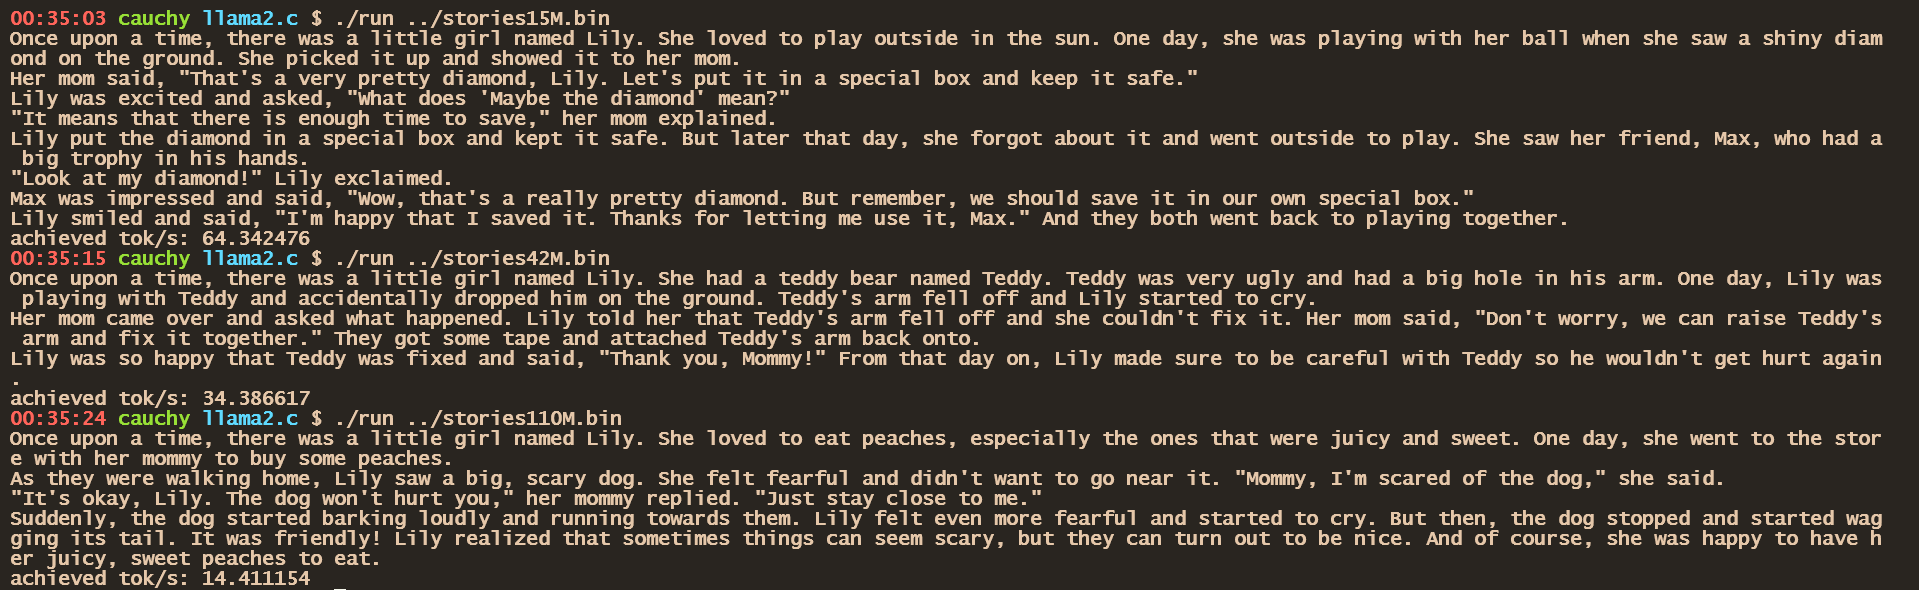 00:35:03 cauchy llama2.c $ ./run ../stories15M.bin
Once upon a time, there was a little girl named Lily. She loved to play outside in the sun. One day, she was playing with her ball when she saw a shiny diam
ond on the ground. She picked it up and showed it to her mom.
Her mom said, "That's a very pretty diamond, Lily. Let's put it in a special box and keep it safe."
Lily was excited and asked, "What does 'Maybe the diamond' mean?"
"It means that there is enough time to save," her mom explained.
Lily put the diamond in a special box and kept it safe. But later that day, she forgot about it and went outside to play. She saw her friend, Max, who had a
 big trophy in his hands.
"Look at my diamond!" Lily exclaimed.
Max was impressed and said, "Wow, that's a really pretty diamond. But remember, we should save it in our own special box."
Lily smiled and said, "I'm happy that I saved it. Thanks for letting me use it, Max." And they both went back to playing together.
achieved tok/s: 64.342476
00:35:15 cauchy llama2.c $ ./run ../stories42M.bin
Once upon a time, there was a little girl named Lily. She had a teddy bear named Teddy. Teddy was very ugly and had a big hole in his arm. One day, Lily was
 playing with Teddy and accidentally dropped him on the ground. Teddy's arm fell off and Lily started to cry.
Her mom came over and asked what happened. Lily told her that Teddy's arm fell off and she couldn't fix it. Her mom said, "Don't worry, we can raise Teddy's
 arm and fix it together." They got some tape and attached Teddy's arm back onto.
Lily was so happy that Teddy was fixed and said, "Thank you, Mommy!" From that day on, Lily made sure to be careful with Teddy so he wouldn't get hurt again
.
achieved tok/s: 34.386617
00:35:24 cauchy llama2.c $ ./run ../stories110M.bin
Once upon a time, there was a little girl named Lily. She loved to eat peaches, especially the ones that were juicy and sweet. One day, she went to the stor
e with her mommy to buy some peaches.
As they were walking home, Lily saw a big, scary dog. She felt fearful and didn't want to go near it. "Mommy, I'm scared of the dog," she said.
"It's okay, Lily. The dog won't hurt you," her mommy replied. "Just stay close to me."
Suddenly, the dog started barking loudly and running towards them. Lily felt even more fearful and started to cry. But then, the dog stopped and started wag
ging its tail. It was friendly! Lily realized that sometimes things can seem scary, but they can turn out to be nice. And of course, she was happy to have h
er juicy, sweet peaches to eat.
achieved tok/s: 14.411154